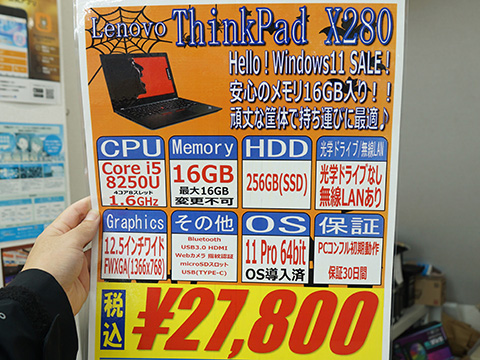 Lenovo ThinkPad X280
Hello！Windows11 SALE！
安心のメモリ16GB入り！！
頑丈な筐体で持ち運びに最適♪
CPU
Core i5
8250U
4コア8スレッド
1.6GHz
Memory
16GB
最大16GB
変更不可
HDD
256GB(SSD)
光学ドライブ/無線LAN
光学ドライブなし
無線LANあり
Graphics
12.5インチワイド
FWXGA(1366x768)
その他
Bluetooth
USB3.0 HDMI
Webカメラ 指紋認証
microSDスロット
USB(TYPE-C)
OS
11 Pro 64bit
OS導入済
保証
PCコンフル初期動作
保証30日間
税込
¥27,800